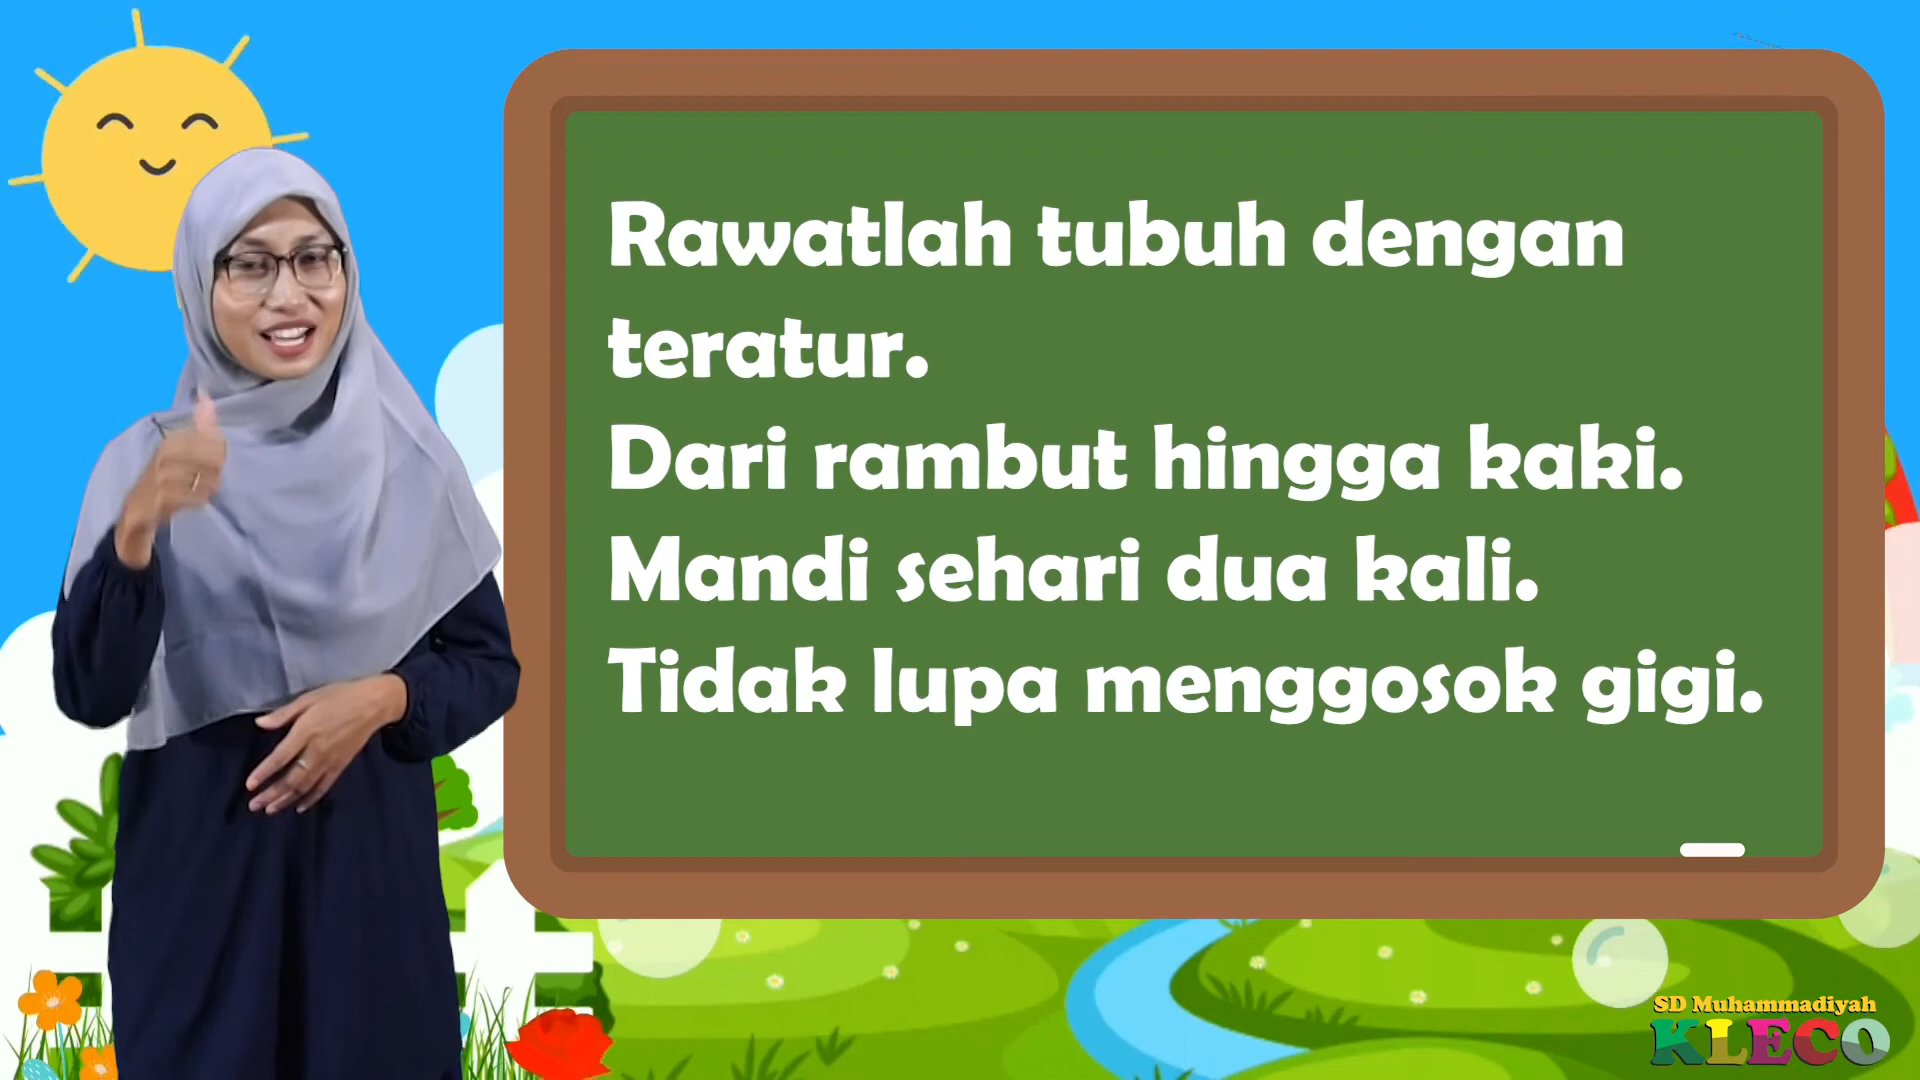 Rawatlah tubuh dengan
teratur.
Dari rambut hingga kaki.
Mandi sehari dua kali.
Tidak lupa menggosok gigi.
SD Muhammadiyah
KLECO